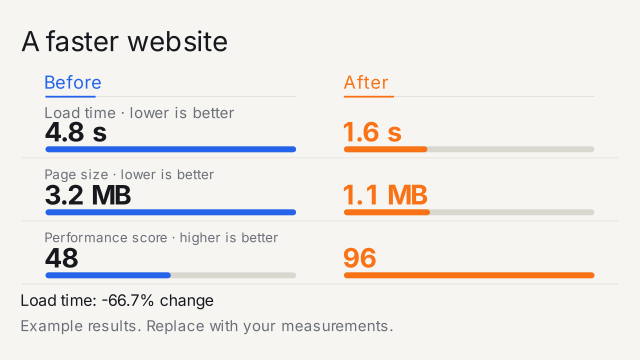 A faster website
Before
After
Load time · lower is better
4.8 s
1.6 s
Page size · lower is better
3.2 MB
1.1 MB
Performance score · higher is better
48
96
Load time: -66.7% change
Example results. Replace with your measurements.